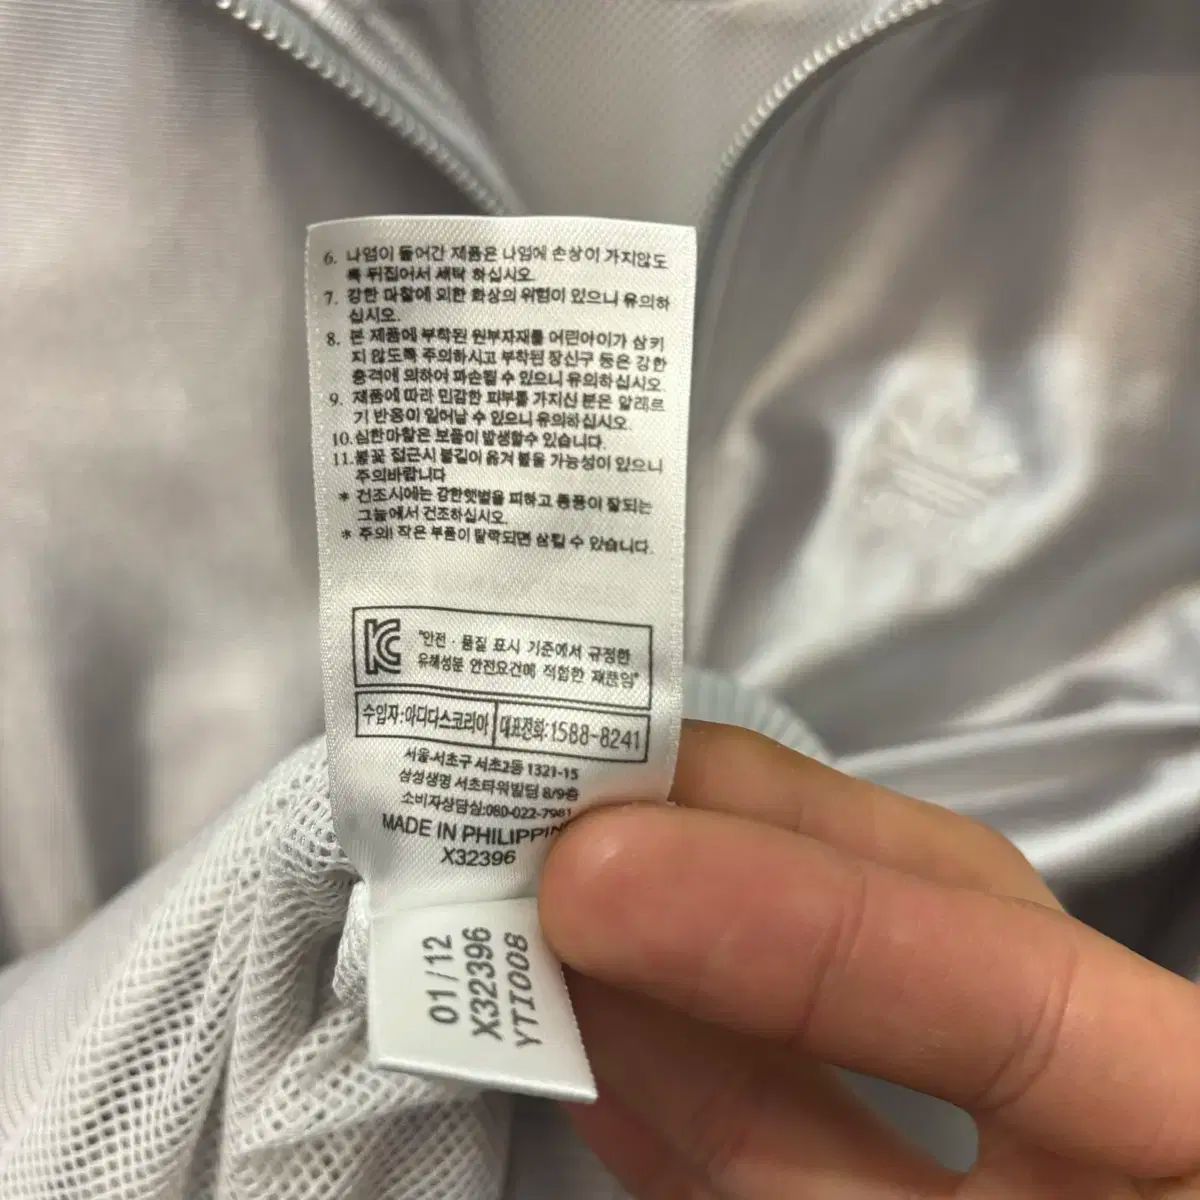 6. 나염이 들어간 제품은 나염에 손상이 가지않도
록 뒤집어서 세탁 하십시오.
7. 강한 마찰에 의한 화상의 위험이 있으니 유의하
십시오.
8. 본 제품에 부착된 원부자재를 어린아이가 삼키
지 않도록 주의하시고 부착된 장신구 등은 강한
충격에 의하여 파손될 수 있으니 유의하십시오.
9. 제품에 따라 민감한 피부를 가지신 분은 알레르
기 반응이 일어날 수 있으니 유의하십시오.
10. 심한마찰은 보풀이 발생할수 있습니다.
11. 불꽃 접근시 불길이 옮겨 붙을 가능성이 있으니
주의바랍니다
* 건조시에는 강한햇볕을 피하고 통풍이 잘되는
그늘에서 건조하십시오.
* 주의! 작은 부품이 탈락되면 삼킬 수 있습니다.
KC "안전 · 품질 표시 기준에서 규정한
유해성분 안전요건에 적합한 제품임"
수입자:아디다스코리아 대표전화:1588-8241
서울 서초구 서초2동 1321-15
삼성생명 서초타워빌딩 8/9층
소비자상담실:080-022-7981
MADE IN PHILIPPIN
X32396
01/12
X32396
YTI008